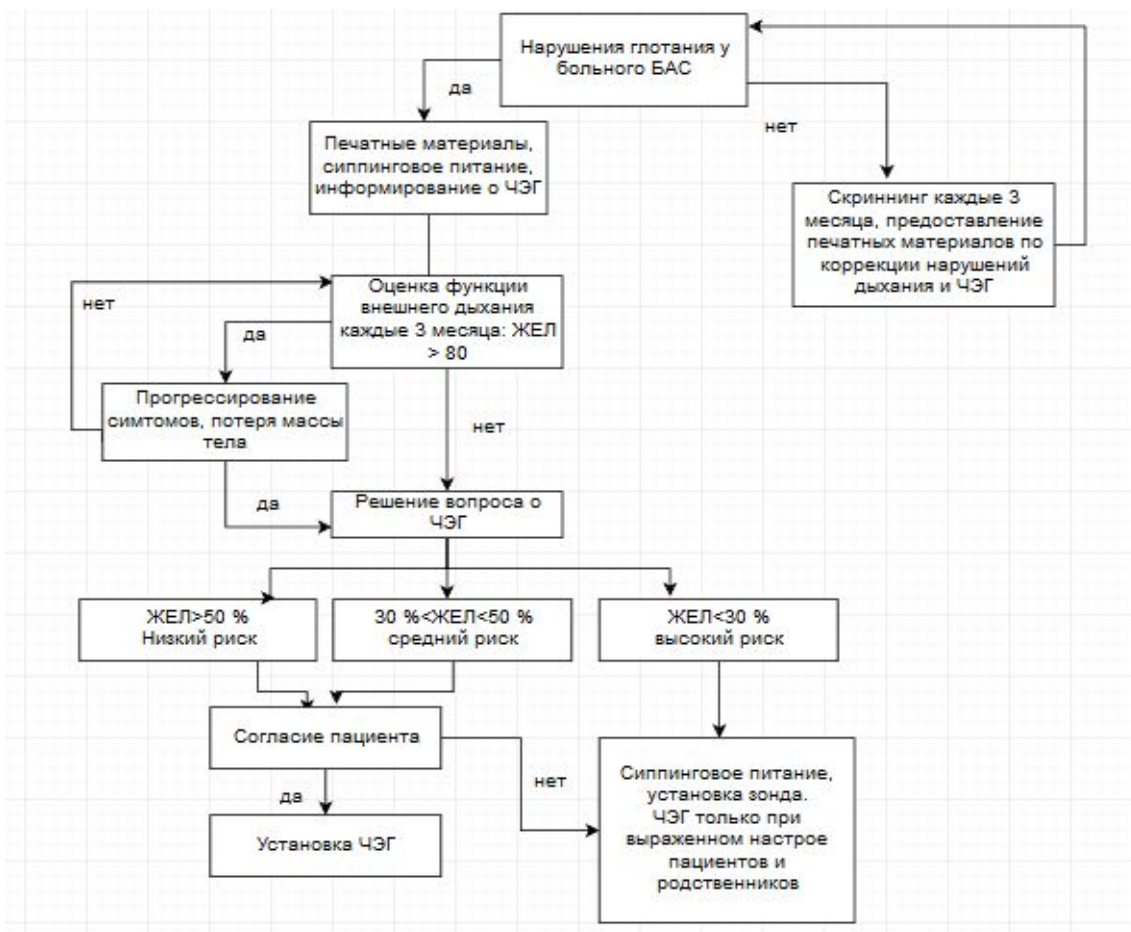 Нарушения глотания у
больного БАС
да
нет
Печатные материалы,
сиппинговое питание,
информирование о ЧЭГ
Скриннинг каждые 3
месяца, предоставление
печатных материалов по
коррекции нарушений
дыхания и ЧЭГ
Оценка функции
внешнего дыхания
каждые 3 месяца: ЖЕЛ
> 80
нет
да
Прогрессирование
симтомов, потеря массы
тела
нет
да
Решение вопроса о
ЧЭГ
ЖЕЛ>50 %
Низкий риск
30 %<ЖЕЛ<50 %
средний риск
ЖЕЛ<30 %
высокий риск
Согласие пациента
нет
да
Установка ЧЭГ
Сиппинговое питание,
установка зонда.
ЧЭГ только при
выраженном настрое
пациентов и
родственников